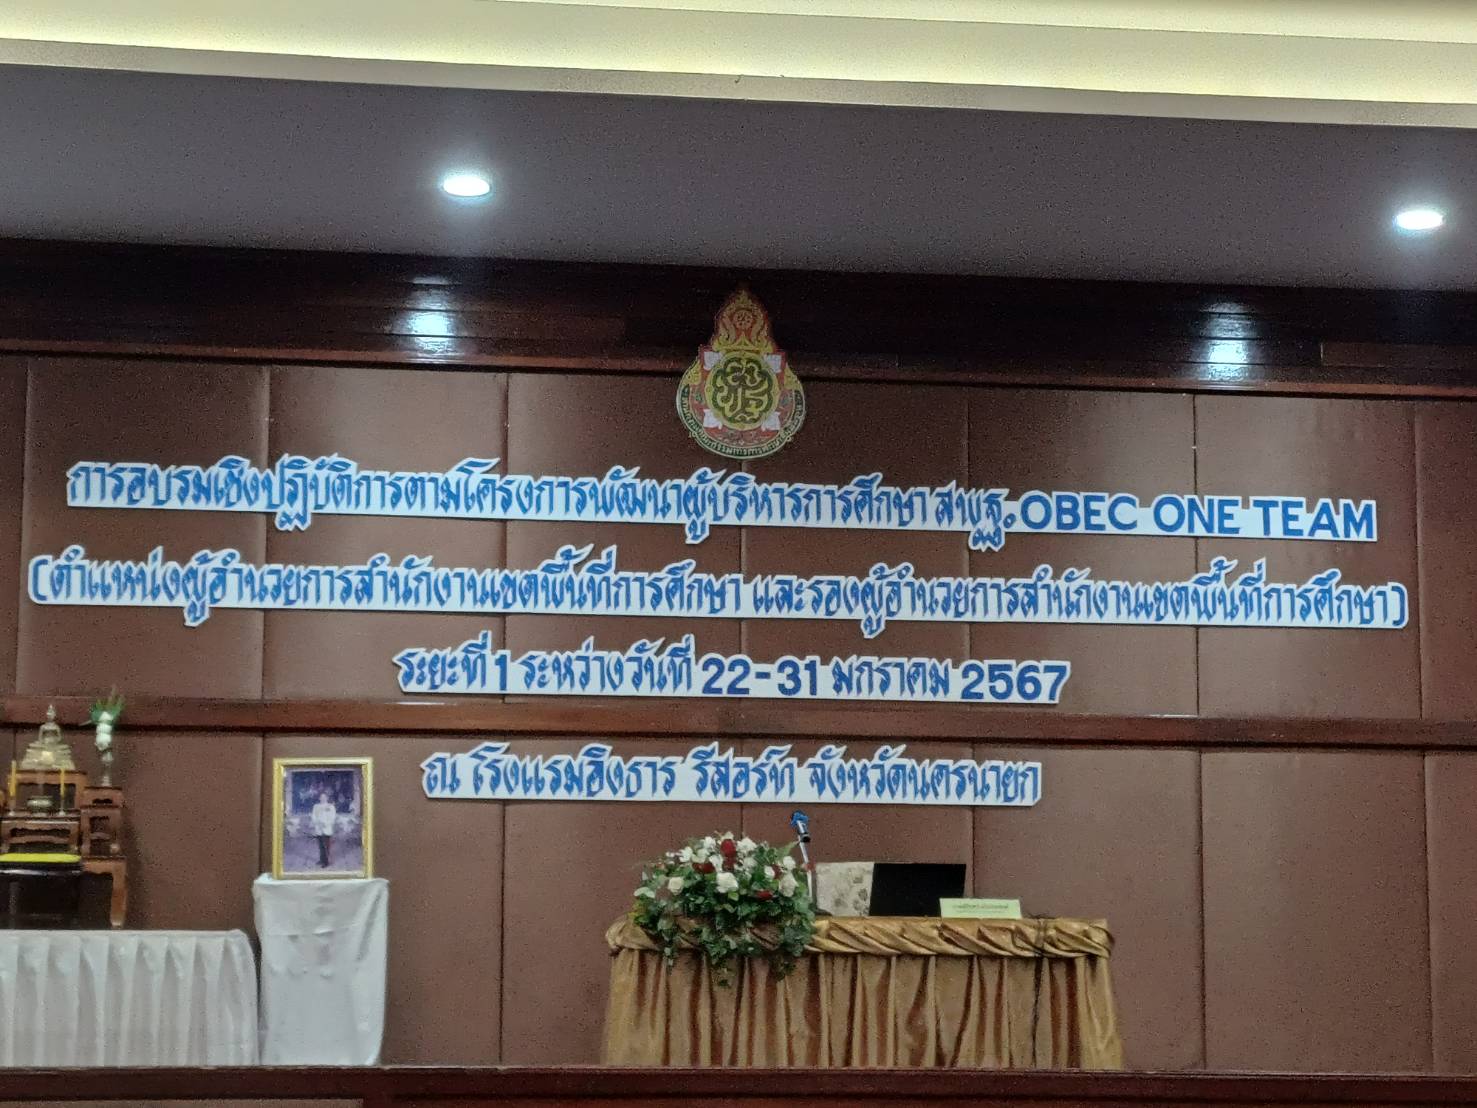 การอบรมเชิงปฏิบัติการตามโครงการพัฒนาผู้บริหารการศึกษา สพฐ. OBEC ONE TEAM
(ตำแหน่งผู้อำนวยการสำนักงานเขตพื้นที่การศึกษา และรองผู้อำนวยการสำนักงานเขตพื้นที่การศึกษา)
ระยะที่ 1 ระหว่างวันที่ 22-31 มกราคม 2567
ณ โรงแรมอิงธาร รีสอร์ท จังหวัดนครนายก